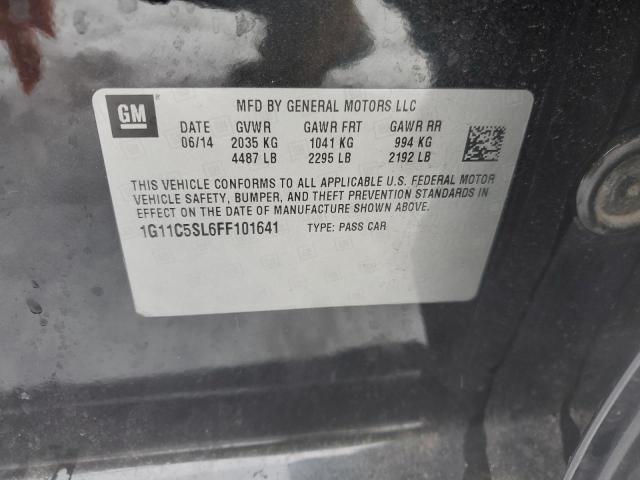 GM
MFD BY GENERAL MOTORS LLC
DATE GVWR GAWR FRT GAWR RR
06/14 2035 KG 1041 KG 994 KG
4487 LB 2295 LB 2192 LB
THIS VEHICLE CONFORMS TO ALL APPLICABLE U.S. FEDERAL MOTOR
VEHICLE SAFETY, BUMPER, AND THEFT PREVENTION STANDARDS IN
EFFECT ON THE DATE OF MANUFACTURE SHOWN ABOVE.
1G11C5SL6FF101641 TYPE: PASS CAR